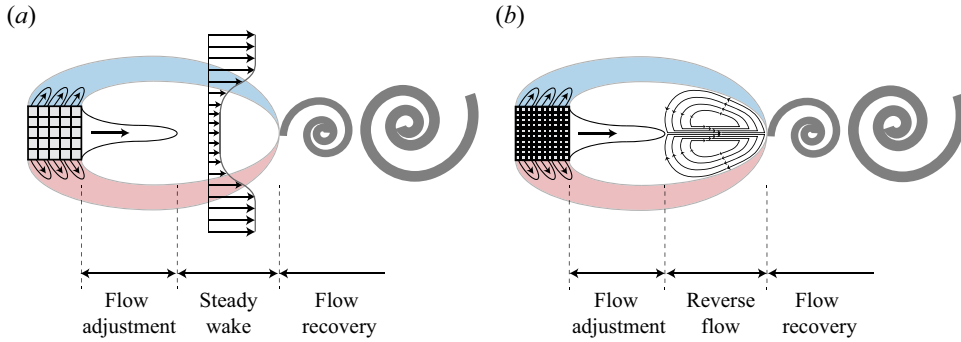 (a)
(b)
Flow
adjustment
Steady
wake
Flow
recovery
Flow
adjustment
Reverse
flow
Flow
recovery